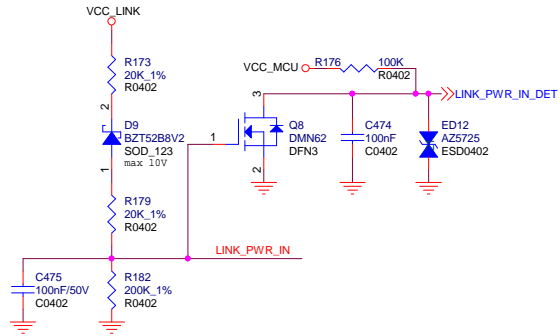 VCC_LINK
R173
20K_1%
R0402
2
D9
BZT52B8V2
SOD_123
max 10V
1
R179
20K_1%
R0402
LINK_PWR_IN
C475
100nF/50V
C0402
R182
200K_1%
R0402
VCC_MCU
R176
100K
R0402
LINK_PWR_IN_DET
3
1
2
Q8
DMN62
DFN3
C474
100nF
C0402
ED12
AZ5725
ESD0402